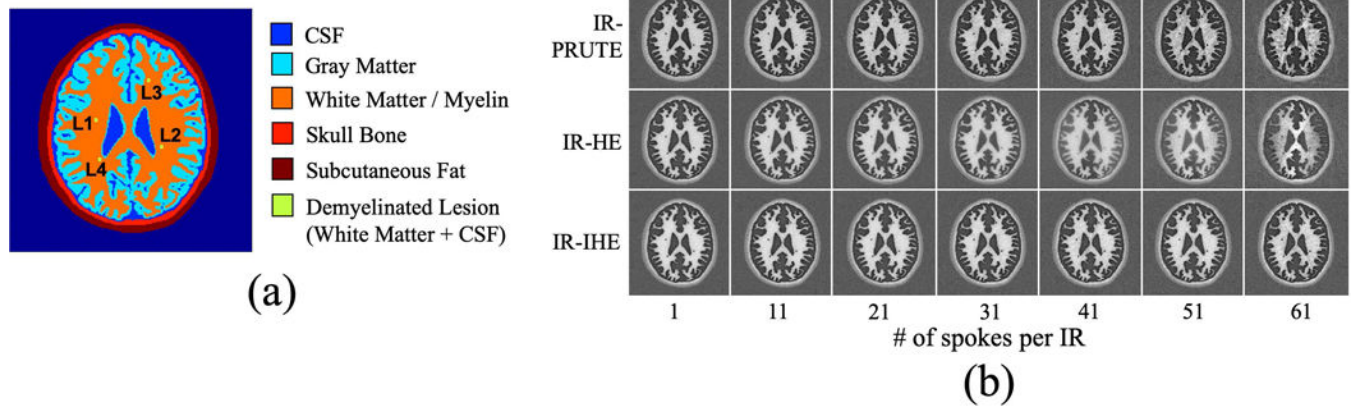 CSF
Gray Matter
White Matter / Myelin
Skull Bone
Subcutaneous Fat
Demyelinated Lesion
(White Matter + CSF)
L3
L1
L2
L4
(a)
IR-
PRUTE
IR-HE
IR-IHE
1 11 21 31 41 51 61
# of spokes per IR
(b)